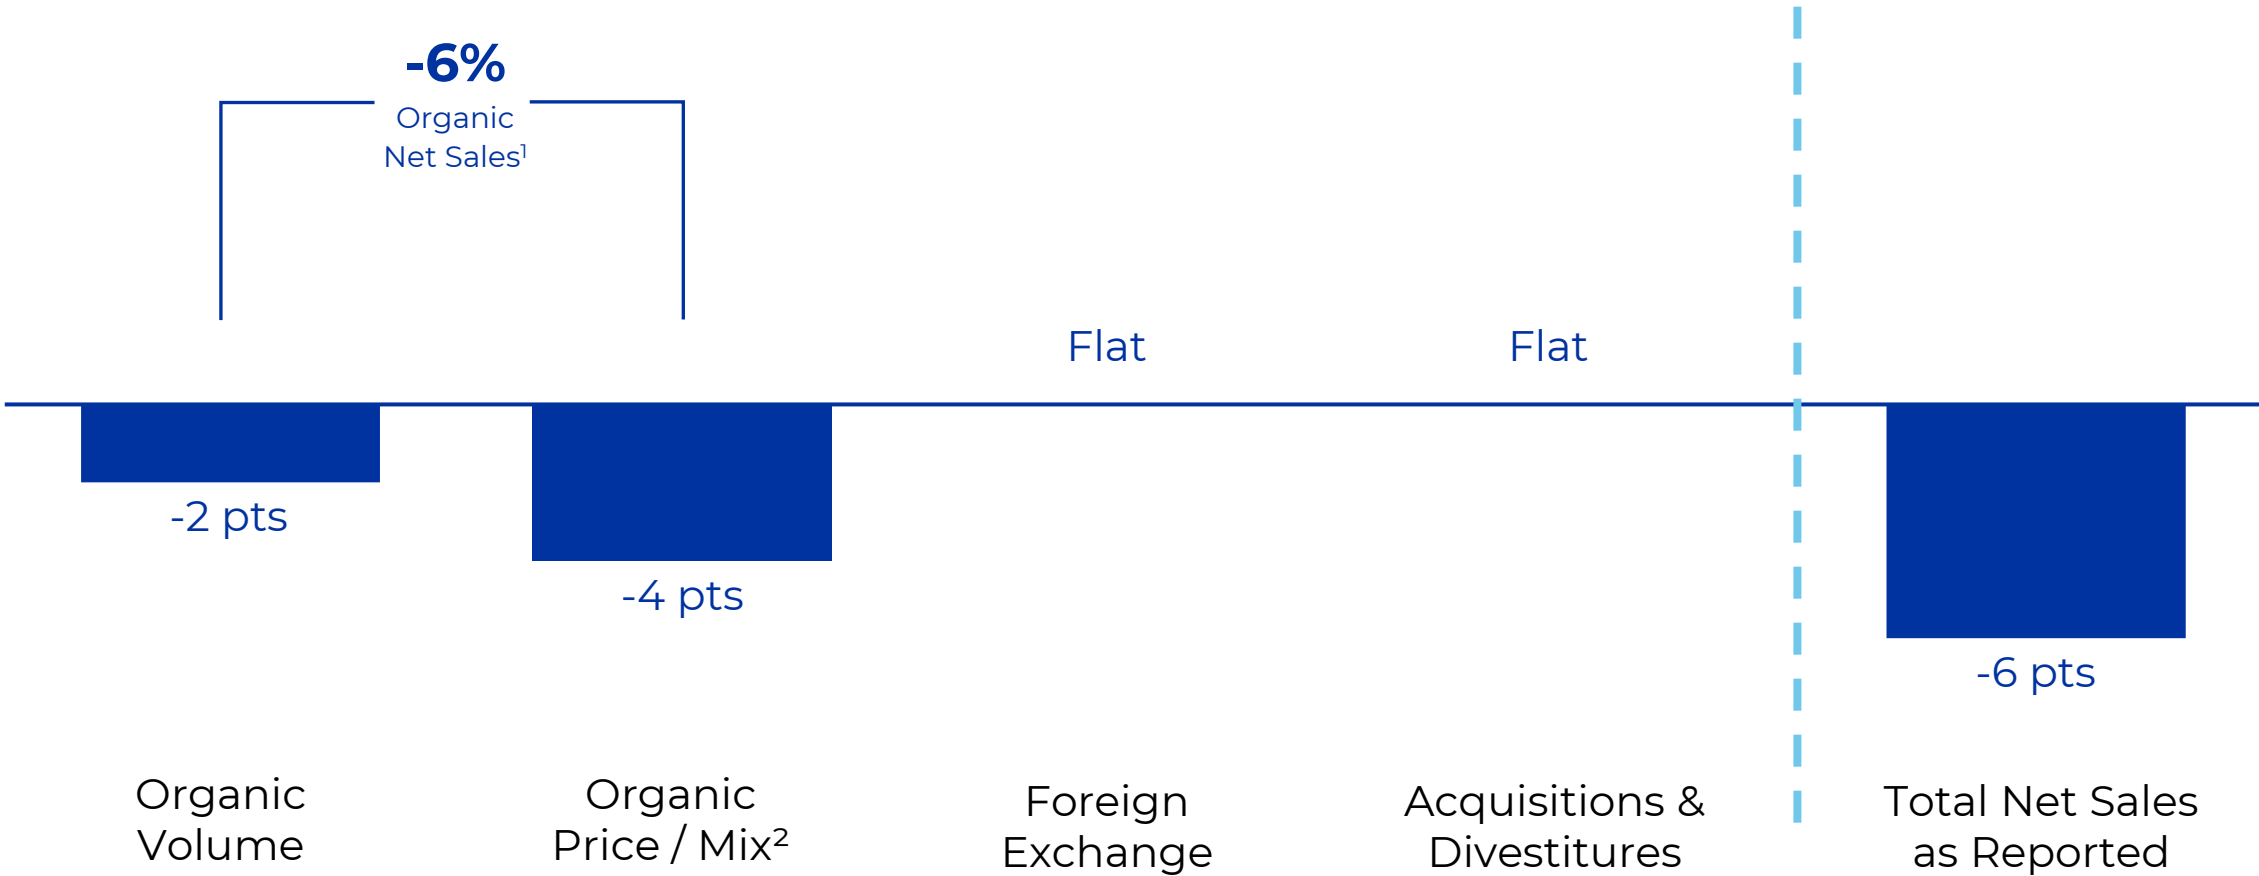 -6%
Organic
Net Sales¹
Flat
Flat
-2 pts
-4 pts
-6 pts
Organic
Volume
Organic
Price / Mix²
Foreign
Exchange
Acquisitions &
Divestitures
Total Net Sales
as Reported